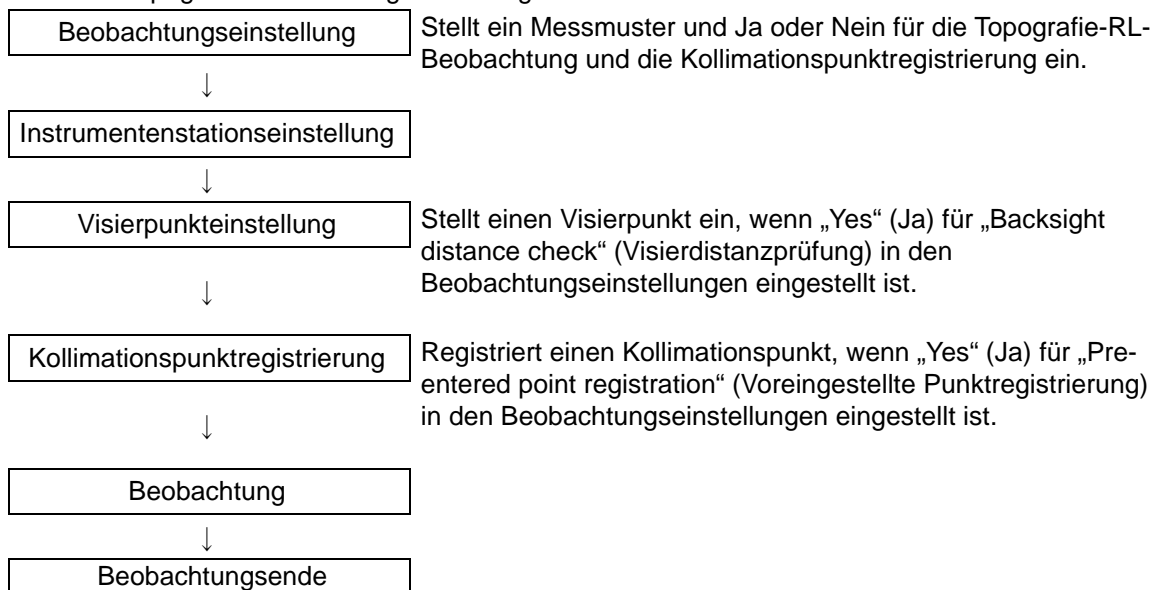 Beobachtungseinstellung
Stellt ein Messmuster und Ja oder Nein für die Topografie-RL-
Beobachtung und die Kollimationspunktregistrierung ein.
↓
Instrumentenstationseinstellung
↓
Visierpunkteinstellung
Stellt einen Visierpunkt ein, wenn „Yes“ (Ja) für „Backsight
distance check“ (Visierdistanzprüfung) in den
Beobachtungseinstellungen eingestellt ist.
↓
Kollimationspunktregistrierung
Registriert einen Kollimationspunkt, wenn „Yes“ (Ja) für „Pre-
entered point registration“ (Voreingestellte Punktregistrierung)
in den Beobachtungseinstellungen eingestellt ist.
↓
Beobachtung
↓
Beobachtungsende